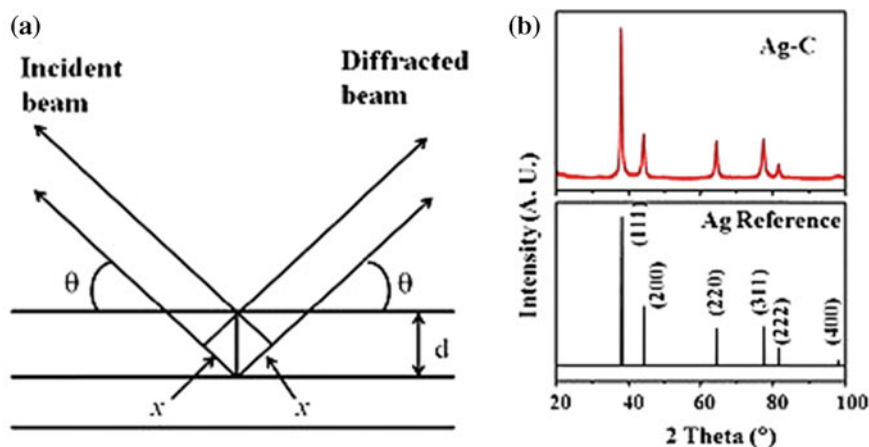 (a)
Incident
beam
Diffracted
beam
θ
θ
d
x
x
(b)
Ag-C
Intensity (A. U.)
Ag Reference
(111)
(200)
(220)
(311)
(222)
(400)
20 40 60 80 100
2 Theta (°)